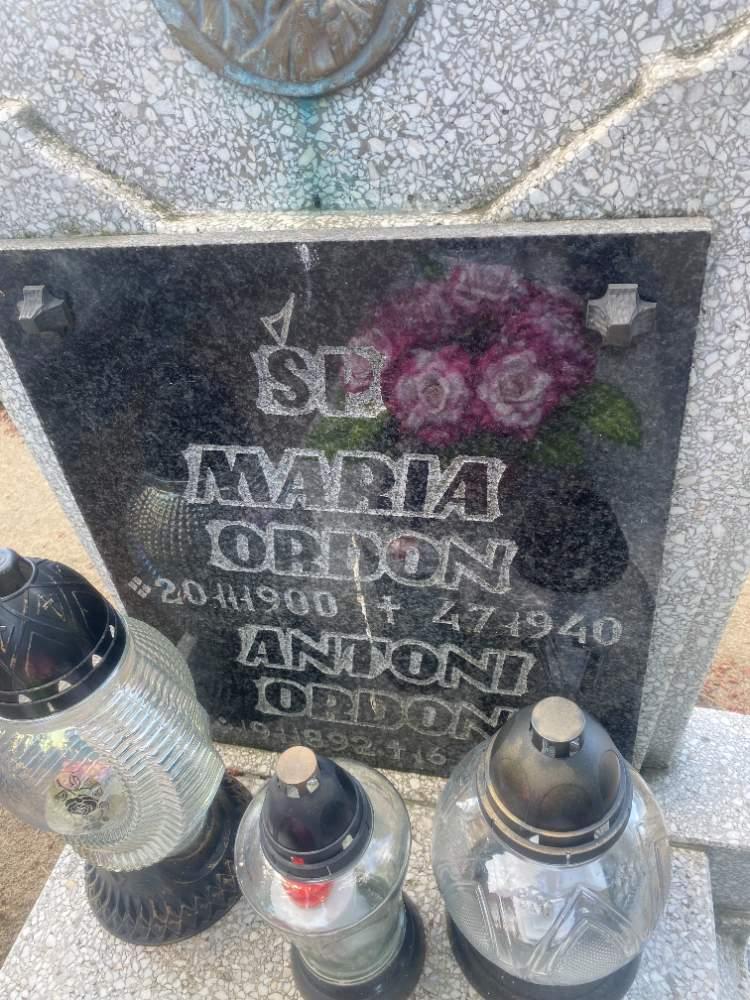 ŚP
MARIA
ORDON
20.III.1900 + 4.7.1940
ANTONI
ORDON